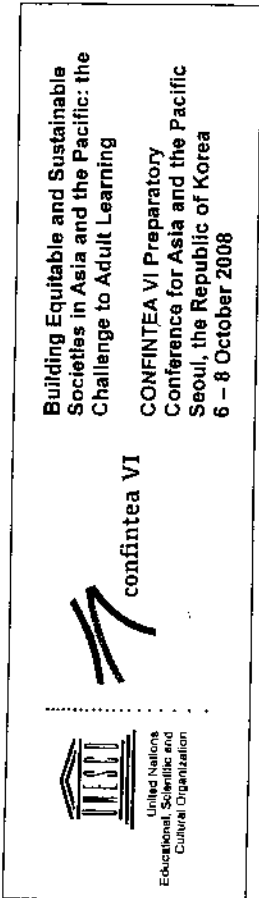 UNESCO
United Nations
Educational, Scientific and
Cultural Organization
confintea VI
Building Equitable and Sustainable
Societies in Asia and the Pacific: the
Challenge to Adult Learning
CONFINTEA VI Preparatory
Conference for Asia and the Pacific
Seoul, the Republic of Korea
6 – 8 October 2008